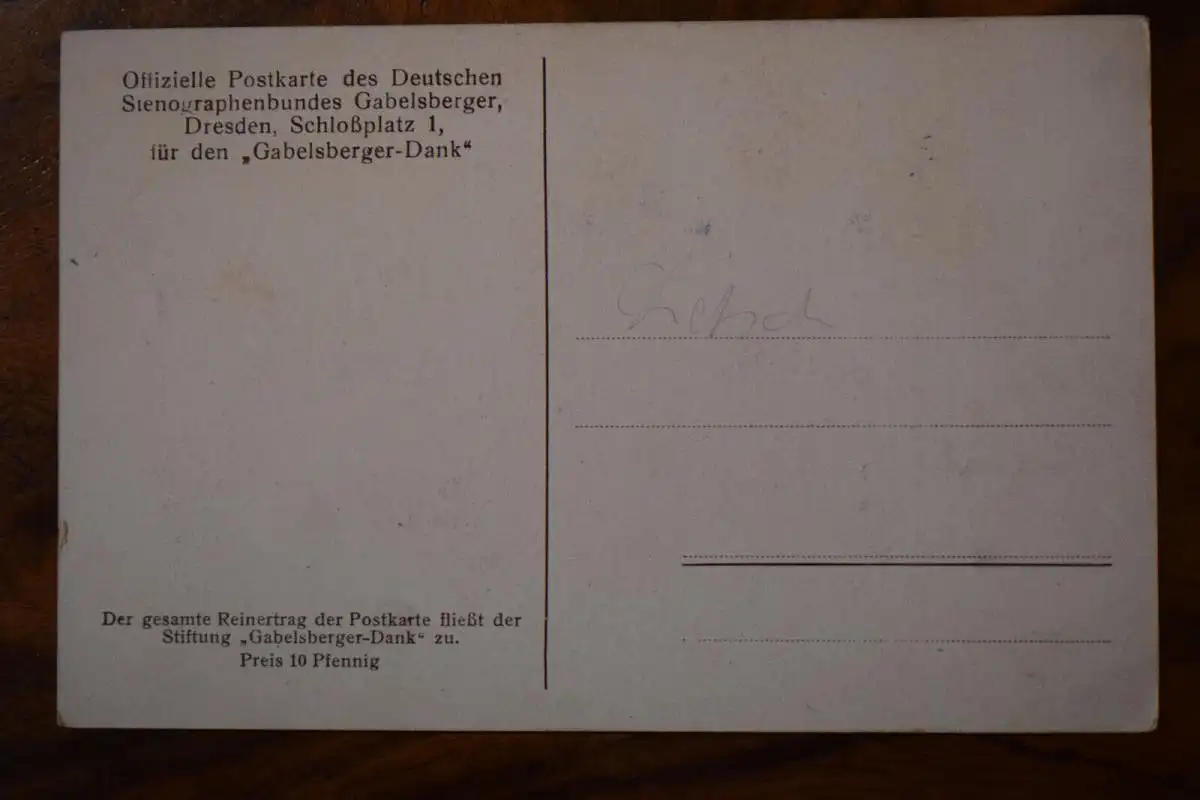 Offizielle Postkarte des Deutschen
Stenographenbundes Gabelsberger,
Dresden, Schloßplatz 1,
für den „Gabelsberger-Dank“
Der gesamte Reinertrag der Postkarte fließt der
Stiftung „Gabelsberger-Dank“ zu.
Preis 10 Pfennig